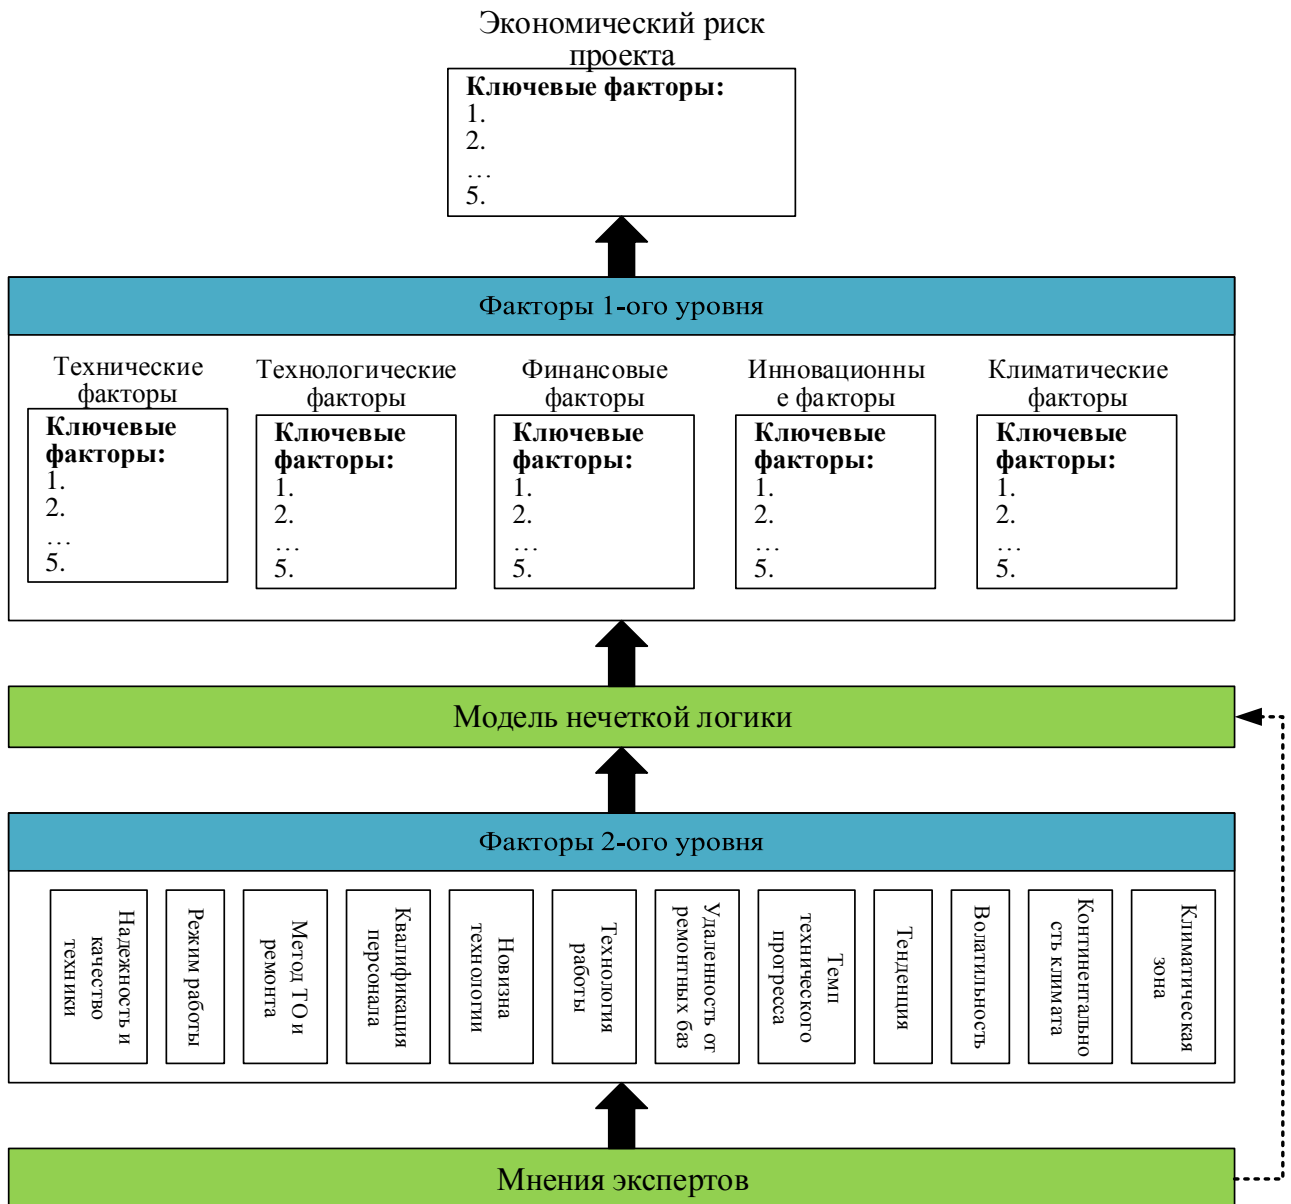 Экономический риск
проекта
Ключевые факторы:
1.
2.
…
5.
Факторы 1-ого уровня
Технические
факторы
Ключевые
факторы:
1.
2.
…
5.
Технологические
факторы
Ключевые
факторы:
1.
2.
…
5.
Финансовые
факторы
Ключевые
факторы:
1.
2.
…
5.
Инновационны
е факторы
Ключевые
факторы:
1.
2.
…
5.
Климатические
факторы
Ключевые
факторы:
1.
2.
…
5.
Модель нечеткой логики
Факторы 2-ого уровня
Надежность и
качество
техники
Режим работы
Метод ТО и
ремонта
Квалификация
персонала
Новизна
технологии
Технология
работы
Удаленность от
ремонтных баз
Темп
технического
прогресса
Тенденция
Волатильность
Континентально
сть климата
Климатическая
зона
Мнения экспертов